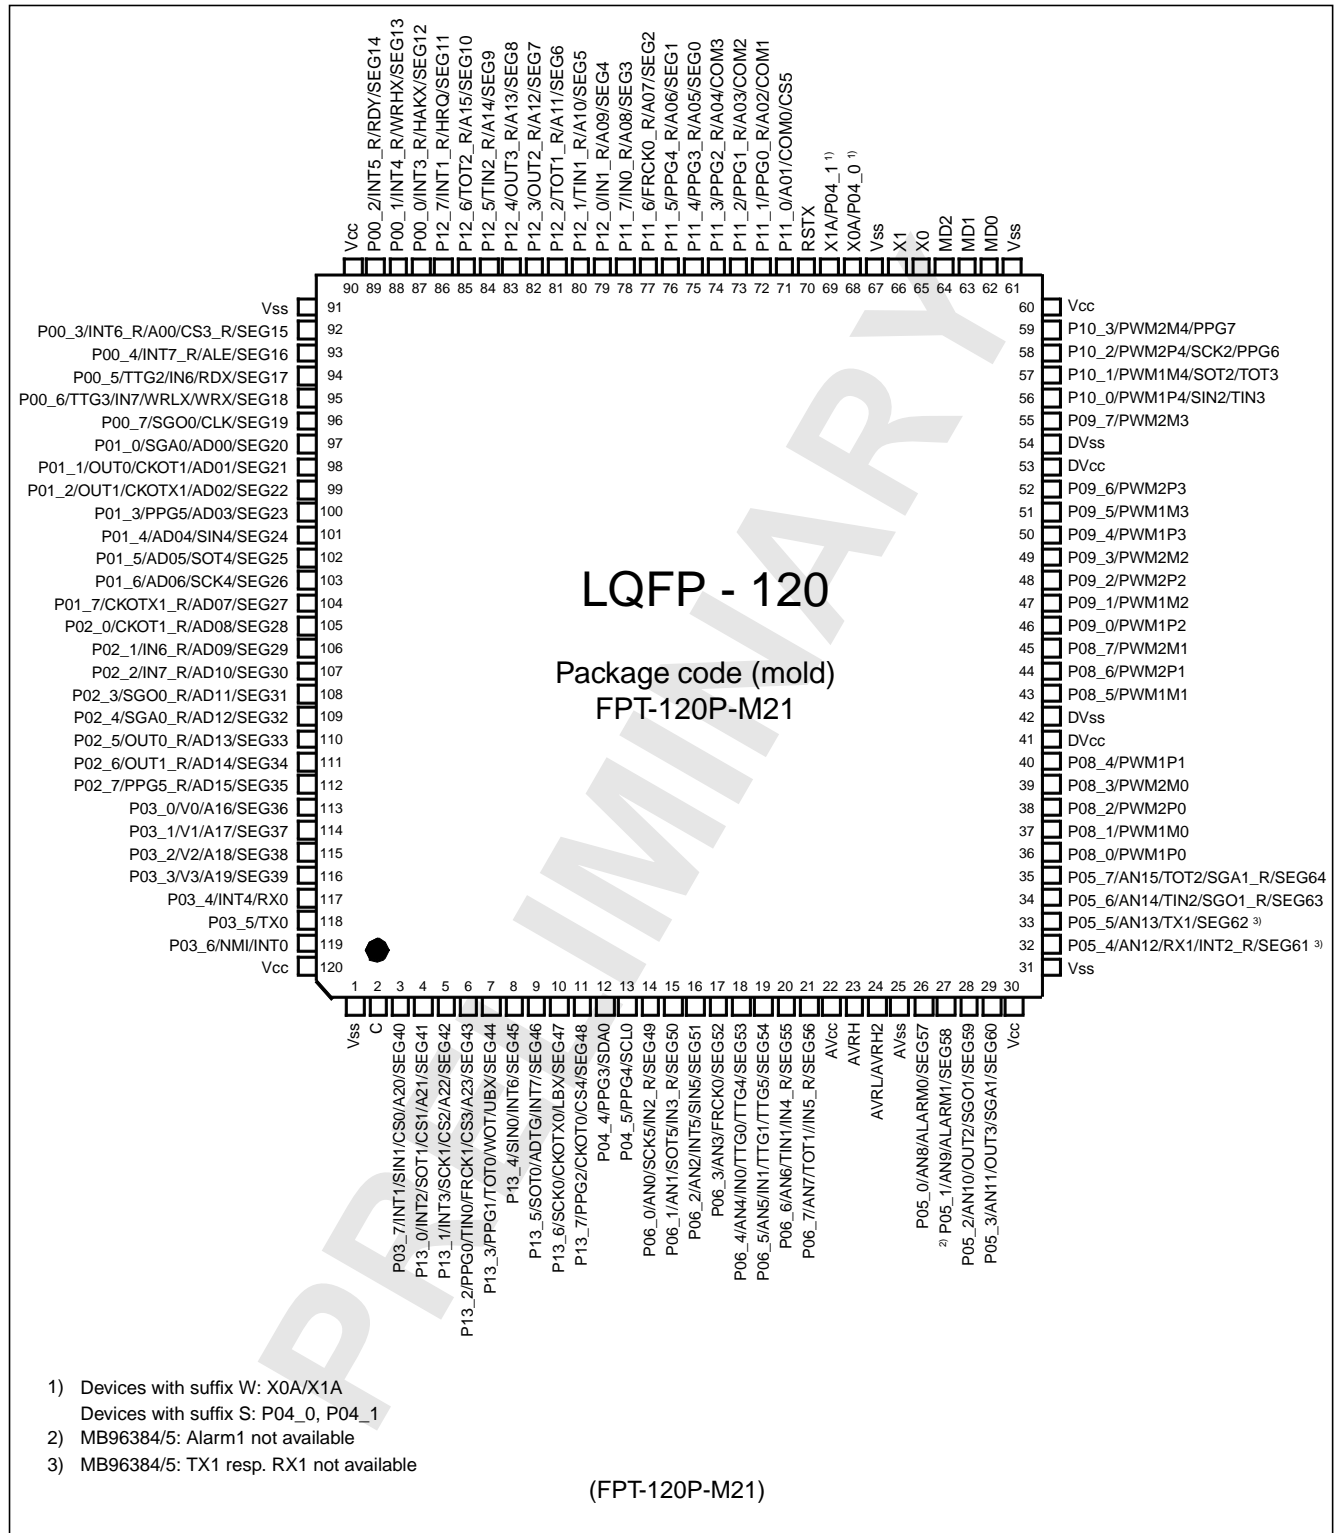 P00_2/INT5_R/RDY/SEG14
P00_1/INT4_R/WRHX/SEG13
P00_0/INT3_R/HAKX/SEG12
P12_7/INT1_R/HRQ/SEG11
P12_6/TOT2_R/A15/SEG10
P12_5/TIN2_R/A14/SEG9
P12_4/OUT3_R/A13/SEG8
P12_3/OUT2_R/A12/SEG7
P12_2/TOT1_R/A11/SEG6
P12_1/TIN1_R/A10/SEG5
P12_0/IN1_R/A09/SEG4
P11_7/IN0_R/A08/SEG3
P11_6/FRCK0_R/A07/SEG2
P11_5/PPG4_R/A06/SEG1
P11_4/PPG3_R/A05/SEG0
P11_3/PPG2_R/A04/COM3
P11_2/PPG1_R/A03/COM2
P11_1/PPG0_R/A02/COM1
P11_0/A01/COM0/CS5
RSTX
X1A/P04_1 1)
X0A/P04_0 1)
Vss
X1
X0
MD2
MD1
MD0
Vss
Vcc
90 89 88 87 86 85 84 83 82 81 80 79 78 77 76 75 74 73 72 71 70 69 68 67 66 65 64 63 62 61
Vss 91
P00_3/INT6_R/A00/CS3_R/SEG15 92
P00_4/INT7_R/ALE/SEG16 93
P00_5/TTG2/IN6/RDX/SEG17 94
P00_6/TTG3/IN7/WRLX/WRX/SEG18 95
P00_7/SGO0/CLK/SEG19 96
P01_0/SGA0/AD00/SEG20 97
P01_1/OUT0/CKOT1/AD01/SEG21 98
P01_2/OUT1/CKOTX1/AD02/SEG22 99
P01_3/PPG5/AD03/SEG23 100
P01_4/AD04/SIN4/SEG24 101
P01_5/AD05/SOT4/SEG25 102
P01_6/AD06/SCK4/SEG26 103
P01_7/CKOTX1_R/AD07/SEG27 104
P02_0/CKOT1_R/AD08/SEG28 105
P02_1/IN6_R/AD09/SEG29 106
P02_2/IN7_R/AD10/SEG30 107
P02_3/SGO0_R/AD11/SEG31 108
P02_4/SGA0_R/AD12/SEG32 109
P02_5/OUT0_R/AD13/SEG33 110
P02_6/OUT1_R/AD14/SEG34 111
P02_7/PPG5_R/AD15/SEG35 112
P03_0/V0/A16/SEG36 113
P03_1/V1/A17/SEG37 114
P03_2/V2/A18/SEG38 115
P03_3/V3/A19/SEG39 116
P03_4/INT4/RX0 117
P03_5/TX0 118
P03_6/NMI/INT0 119
Vcc 120
LQFP - 120
Package code (mold)
FPT-120P-M21
PRELIMINARY
60 Vcc
59 P10_3/PWM2M4/PPG7
58 P10_2/PWM2P4/SCK2/PPG6
57 P10_1/PWM1M4/SOT2/TOT3
56 P10_0/PWM1P4/SIN2/TIN3
55 P09_7/PWM2M3
54 DVss
53 DVcc
52 P09_6/PWM2P3
51 P09_5/PWM1M3
50 P09_4/PWM1P3
49 P09_3/PWM2M2
48 P09_2/PWM2P2
47 P09_1/PWM1M2
46 P09_0/PWM1P2
45 P08_7/PWM2M1
44 P08_6/PWM2P1
43 P08_5/PWM1M1
42 DVss
41 DVcc
40 P08_4/PWM1P1
39 P08_3/PWM2M0
38 P08_2/PWM2P0
37 P08_1/PWM1M0
36 P08_0/PWM1P0
35 P05_7/AN15/TOT2/SGA1_R/SEG64
34 P05_6/AN14/TIN2/SGO1_R/SEG63
33 P05_5/AN13/TX1/SEG62 3)
32 P05_4/AN12/RX1/INT2_R/SEG61 3)
31 Vss
1 2 3 4 5 6 7 8 9 10 11 12 13 14 15 16 17 18 19 20 21 22 23 24 25 26 27 28 29 30
Vss
C
P03_7/INT1/SIN1/CS0/A20/SEG40
P13_0/INT2/SOT1/CS1/A21/SEG41
P13_1/INT3/SCK1/CS2/A22/SEG42
P13_2/PPG0/TIN0/FRCK1/CS3/A23/SEG43
P13_3/PPG1/TOT0/WOT/UBX/SEG44
P13_4/SIN0/INT6/SEG45
P13_5/SOT0/ADTG/INT7/SEG46
P13_6/SCK0/CKOTX0/LBX/SEG47
P13_7/PPG2/CKOT0/CS4/SEG48
P04_4/PPG3/SDA0
P04_5/PPG4/SCL0
P06_0/AN0/SCK5/IN2_R/SEG49
P06_1/AN1/SOT5/IN3_R/SEG50
P06_2/AN2/INT5/SIN5/SEG51
P06_3/AN3/FRCK0/SEG52
P06_4/AN4/IN0/TTG0/TTG4/SEG53
P06_5/AN5/IN1/TTG1/TTG5/SEG54
P06_6/AN6/TIN1/IN4_R/SEG55
P06_7/AN7/TOT1//IN5_R/SEG56
AVcc
AVRH
AVRL/AVRH2
AVss
P05_0/AN8/ALARM0/SEG57
2) P05_1/AN9/ALARM1/SEG58
P05_2/AN10/OUT2/SGO1/SEG59
P05_3/AN11/OUT3/SGA1/SEG60
Vcc
1) Devices with suffix W: X0A/X1A
Devices with suffix S: P04_0, P04_1
2) MB96384/5: Alarm1 not available
3) MB96384/5: TX1 resp. RX1 not available
(FPT-120P-M21)